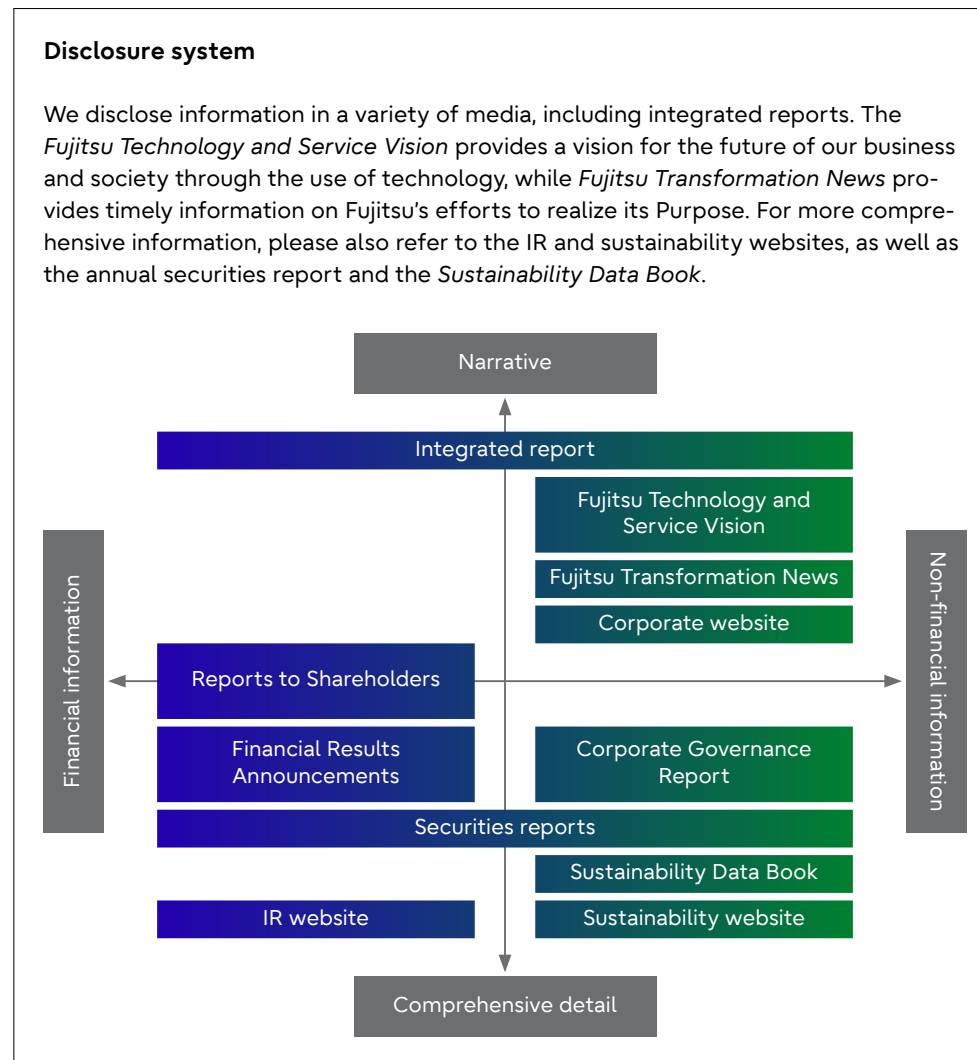 Disclosure system
We disclose information in a variety of media, including integrated reports. The
Fujitsu Technology and Service Vision provides a vision for the future of our business
and society through the use of technology, while Fujitsu Transformation News pro-
vides timely information on Fujitsu's efforts to realize its Purpose. For more compre-
hensive information, please also refer to the IR and sustainability websites, as well as
the annual securities report and the Sustainability Data Book.
Narrative
Integrated report
Fujitsu Technology and
Service Vision
Fujitsu Transformation News
Corporate website
Financial information
Non-financial information
Reports to Shareholders
Financial Results
Announcements
Corporate Governance
Report
Securities reports
Sustainability Data Book
IR website
Sustainability website
Comprehensive detail